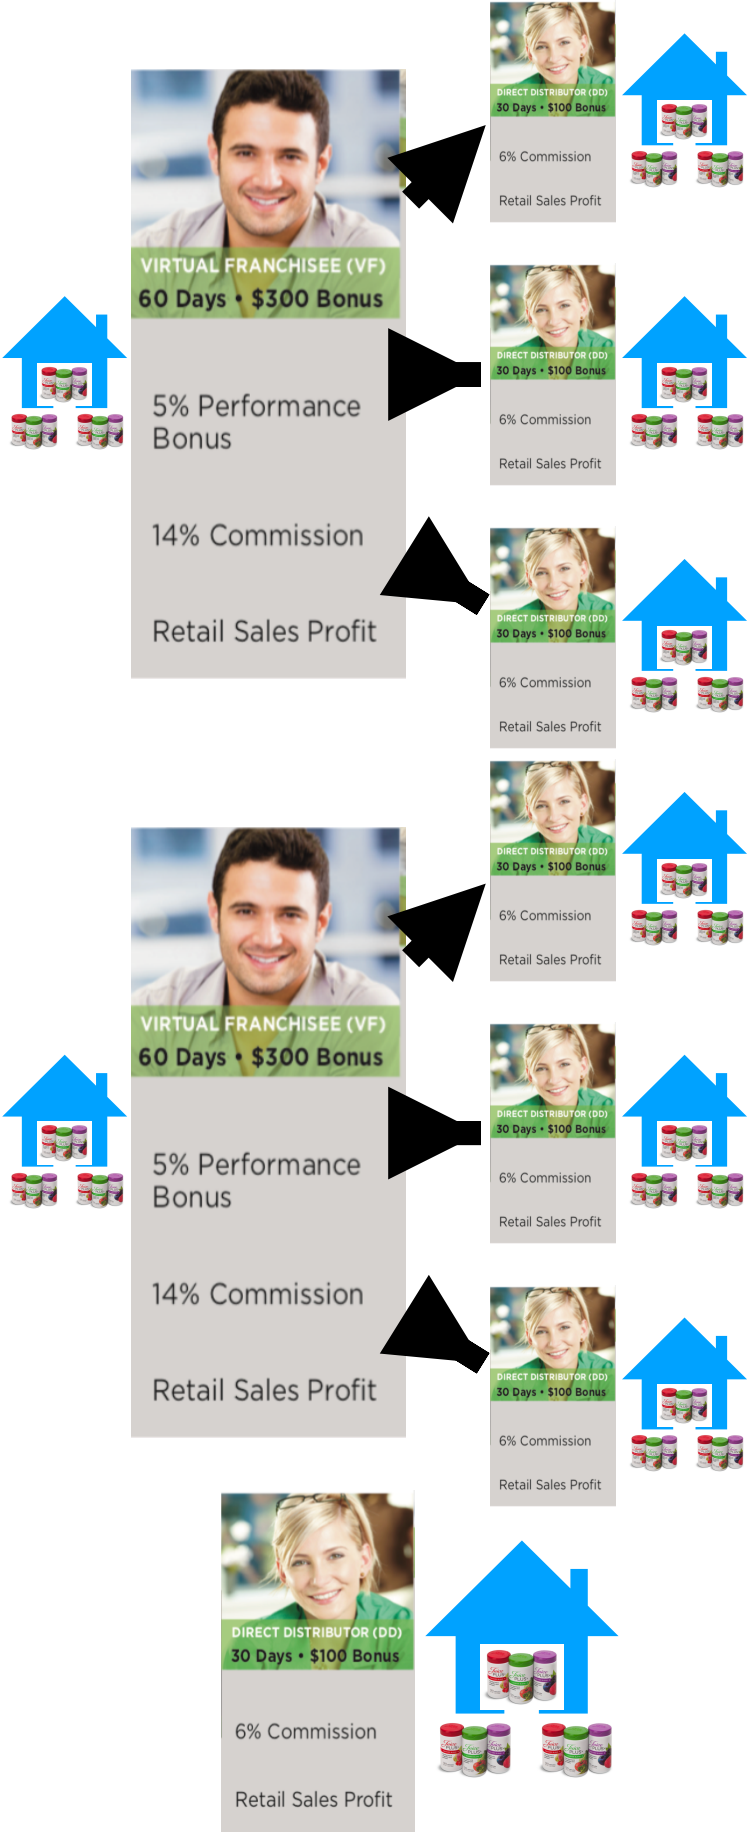 DIRECT DISTRIBUTOR (DD)
30 Days • $100 Bonus
6% Commission
Retail Sales Profit
VIRTUAL FRANCHISEE (VF)
60 Days • $300 Bonus
5% Performance
Bonus
14% Commission
Retail Sales Profit
DIRECT DISTRIBUTOR (DD)
30 Days • $100 Bonus
6% Commission
Retail Sales Profit
DIRECT DISTRIBUTOR (DD)
30 Days • $100 Bonus
6% Commission
Retail Sales Profit
DIRECT DISTRIBUTOR (DD)
30 Days • $100 Bonus
6% Commission
Retail Sales Profit
VIRTUAL FRANCHISEE (VF)
60 Days • $300 Bonus
5% Performance
Bonus
14% Commission
Retail Sales Profit
DIRECT DISTRIBUTOR (DD)
30 Days • $100 Bonus
6% Commission
Retail Sales Profit
DIRECT DISTRIBUTOR (DD)
30 Days • $100 Bonus
6% Commission
Retail Sales Profit
DIRECT DISTRIBUTOR (DD)
30 Days • $100 Bonus
6% Commission
Retail Sales Profit